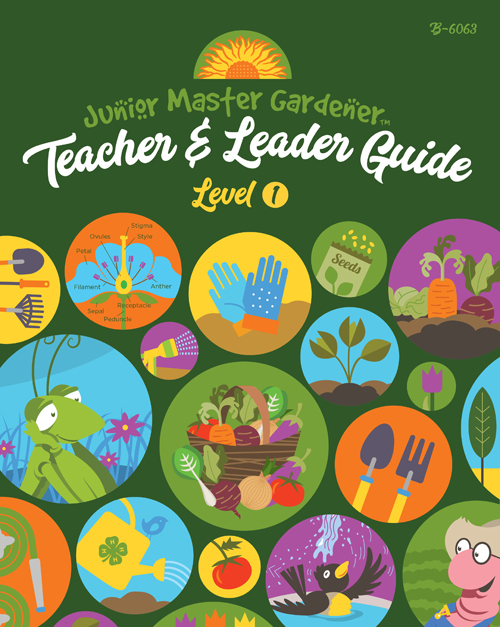 B-6063
Junior Master Gardener™
Teacher & Leader Guide
Level 1
Stigma
Ovules
Style
Petal
Filament
Anther
Receptacle
Sepal
Peduncle
Seeds